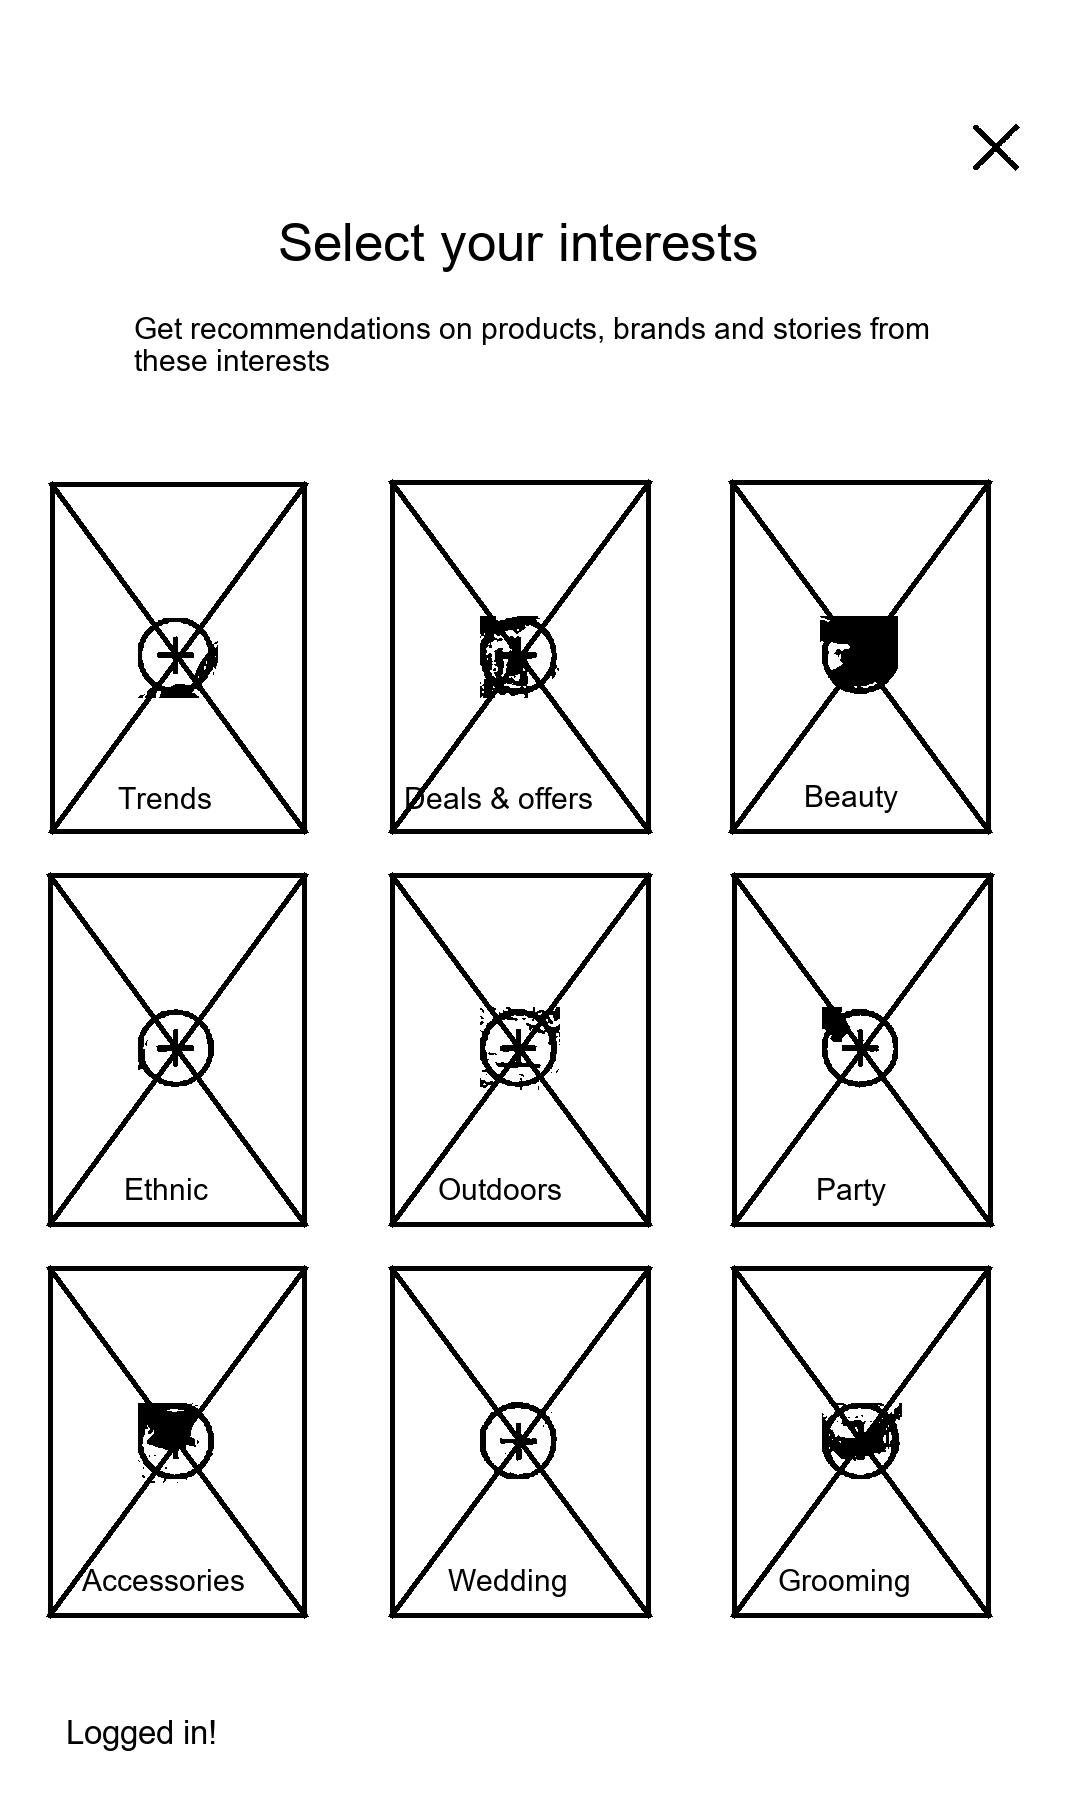 Select your interests
Get recommendations on products, brands and stories from
these interests
Trends
Deals & offers
Beauty
Ethnic
Outdoors
Party
Accessories
Wedding
Grooming
Logged in!